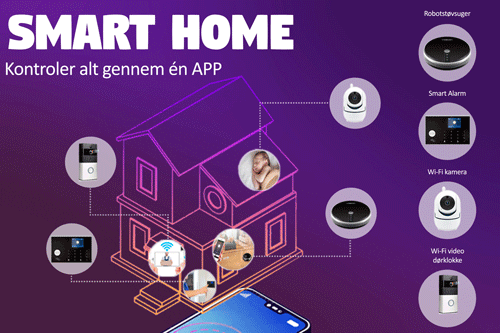 SMART HOME
Kontroler alt gennem én APP
Robotstøvsuger
Smart Alarm
Wi-Fi kamera
Wi-Fi video
dørklokke